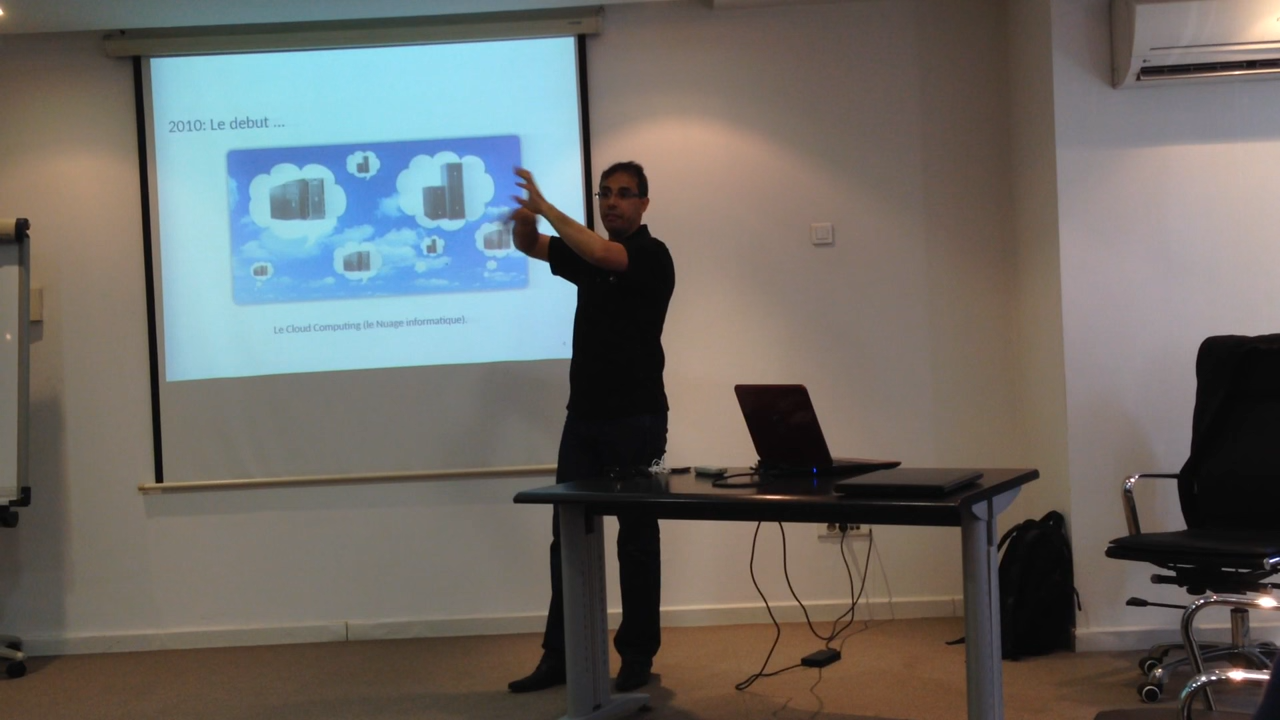 2010: Le debut ...
Le Cloud Computing (le Nuage informatique).